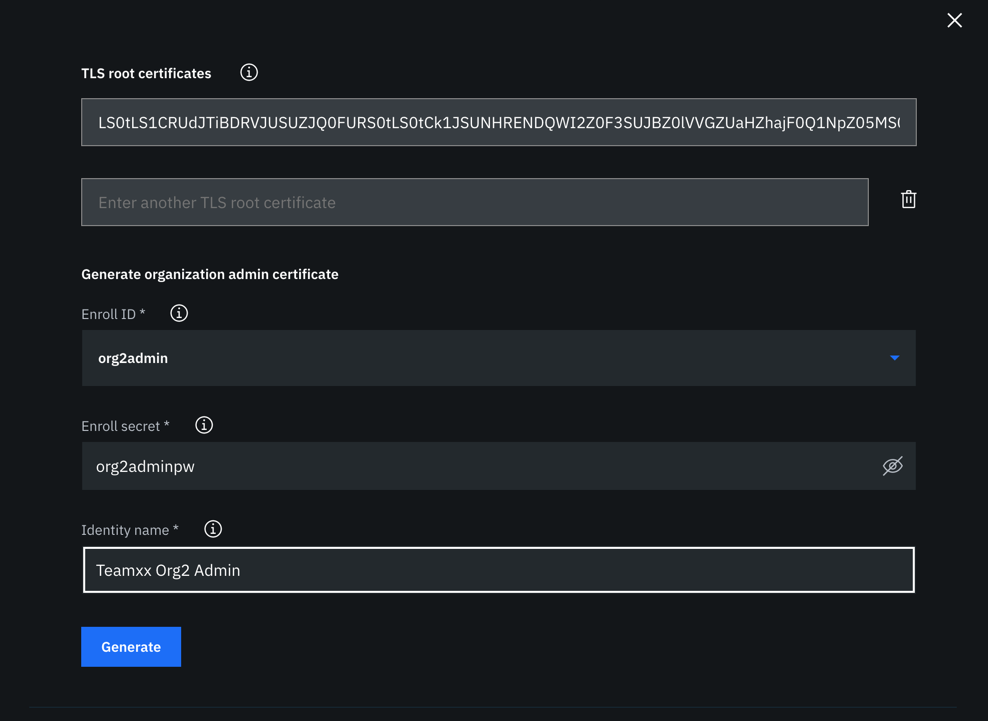 TLS root certificates
LS0tLS1CRUdJTiBDRVJUSUZJQ0FURS0tLS0tCk1JSUNHRENDQWI2Z0F3SUJBZ0lVVGZUaHZhajF0Q1NpZ05MS
Enter another TLS root certificate
Generate organization admin certificate
Enroll ID *
org2admin
Enroll secret *
org2adminpw
Identity name *
Teamxx Org2 Admin
Generate